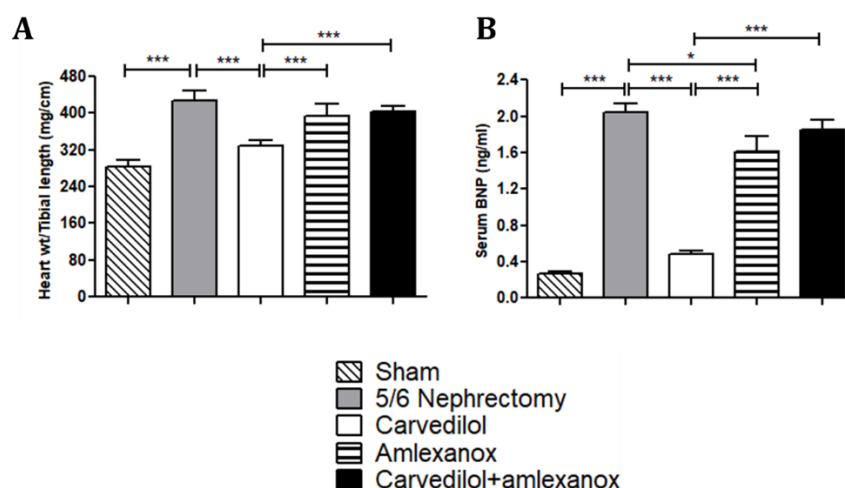 A
***
***
***
***
Heart wt/Tibial length (mg/cm)
480
400
320
240
160
80
0
B
***
*
***
***
***
Serum BNP (ng/ml)
2.4
2.0
1.6
1.2
0.8
0.4
0.0
Sham
5/6 Nephrectomy
Carvedilol
Amlexanox
Carvedilol+amlexanox